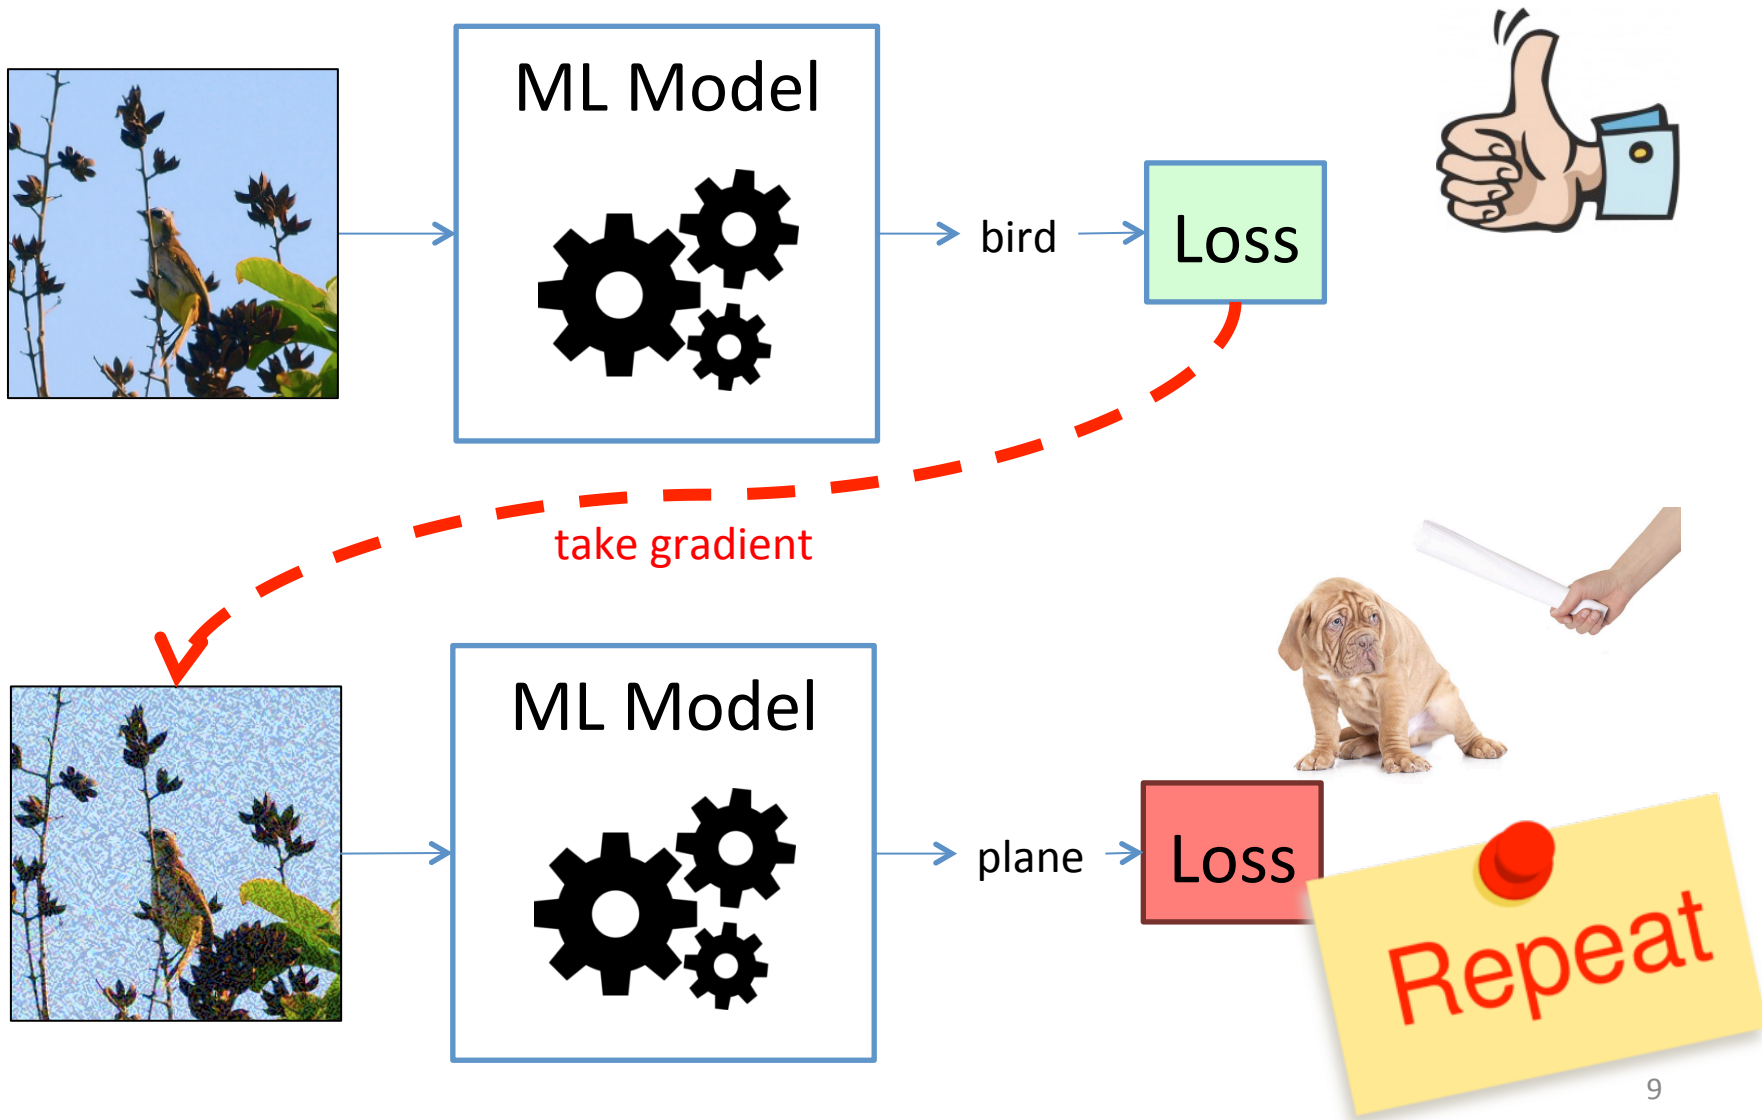 ML Model
bird
Loss
take gradient
ML Model
plane
Loss
Repeat
9